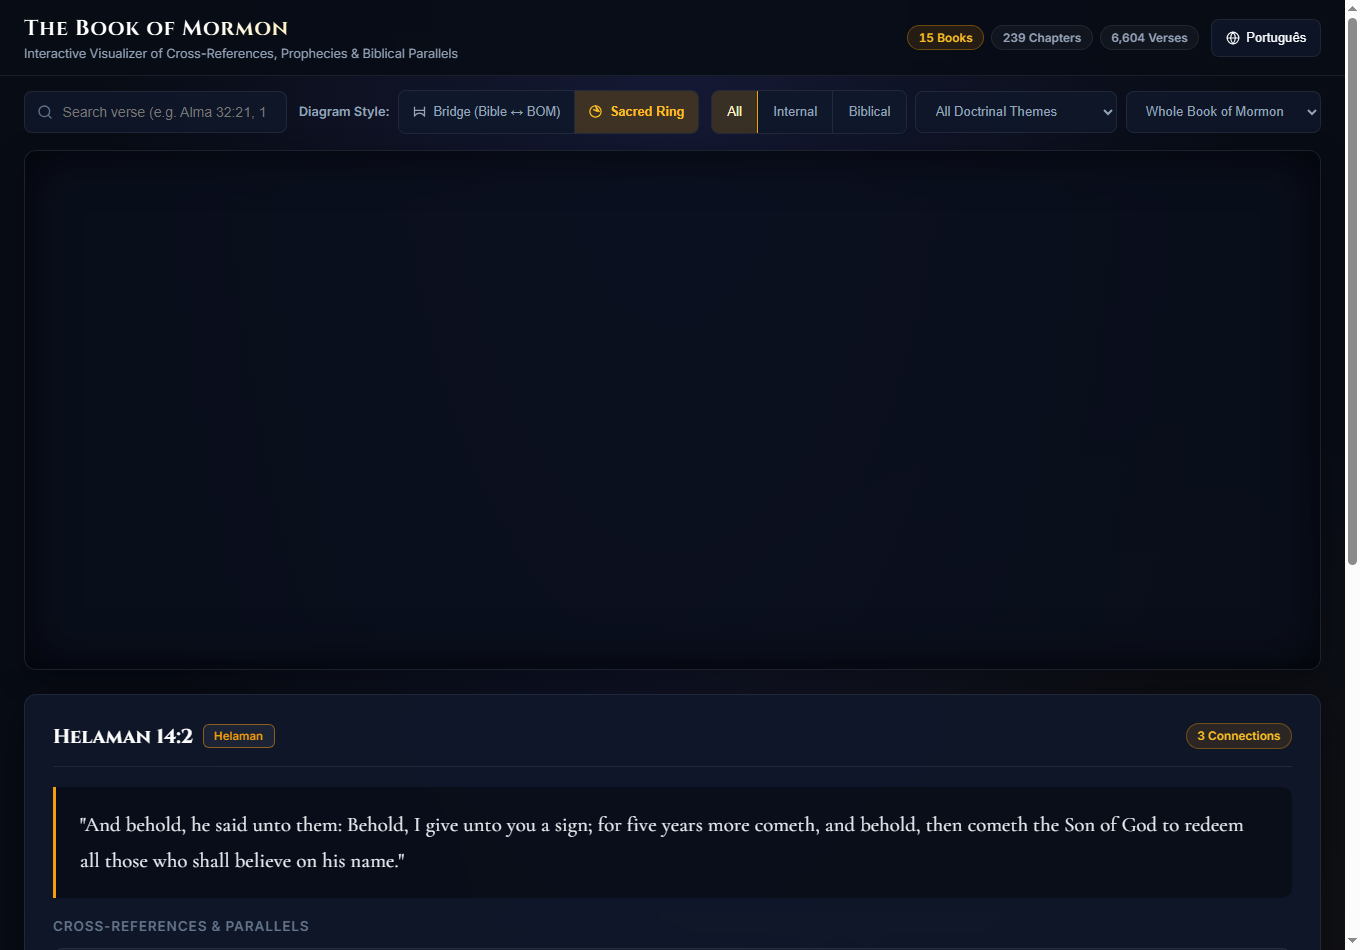 The Book of Mormon
Interactive Visualizer of Cross-References, Prophecies & Biblical Parallels
15 Books
239 Chapters
6,604 Verses
Português
Search verse (e.g. Alma 32:21, 1
Diagram Style:
Bridge (Bible ↔ BOM)
Sacred Ring
All
Internal
Biblical
All Doctrinal Themes
Whole Book of Mormon
Helaman 14:2
Helaman
3 Connections
"And behold, he said unto them: Behold, I give unto you a sign; for five years more cometh, and behold, then cometh the Son of God to redeem
all those who shall believe on his name."
CROSS-REFERENCES & PARALLELS